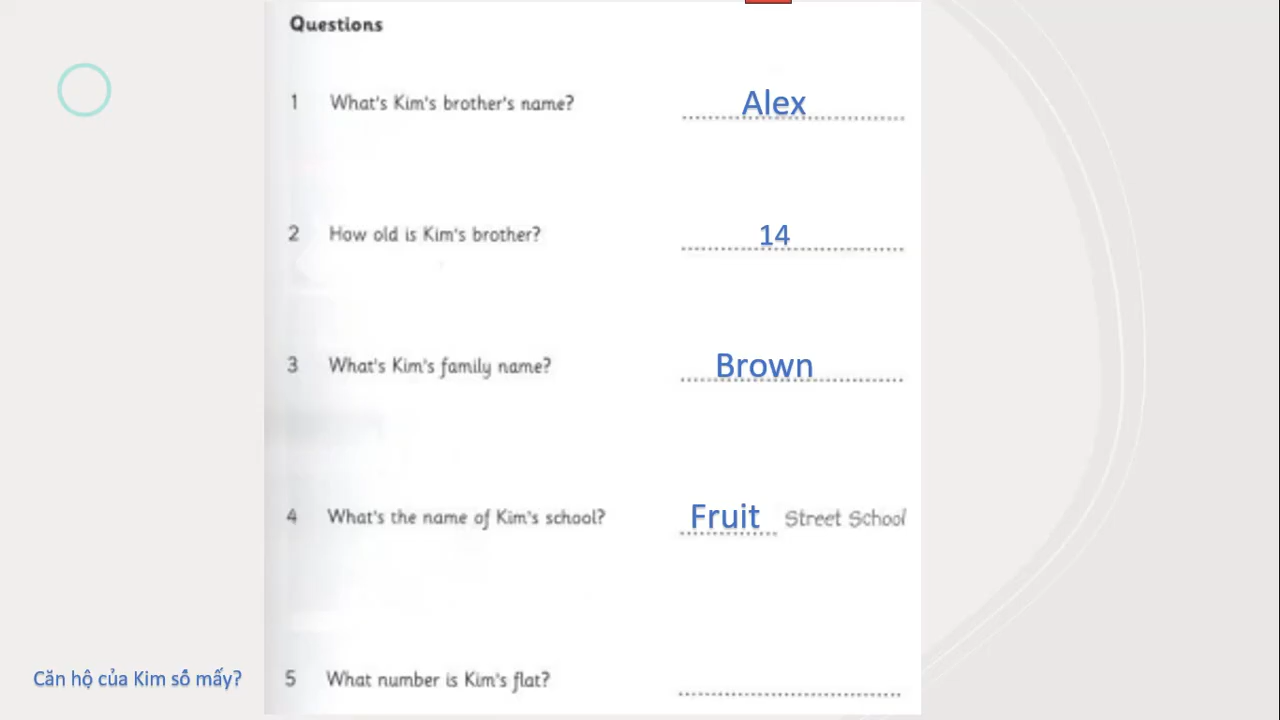 Questions
1 What's Kim's brother's name? Alex
2 How old is Kim's brother? 14
3 What's Kim's family name? Brown
4 What's the name of Kim's school? Fruit Street School
Căn hộ của Kim số mấy?
5 What number is Kim's flat?